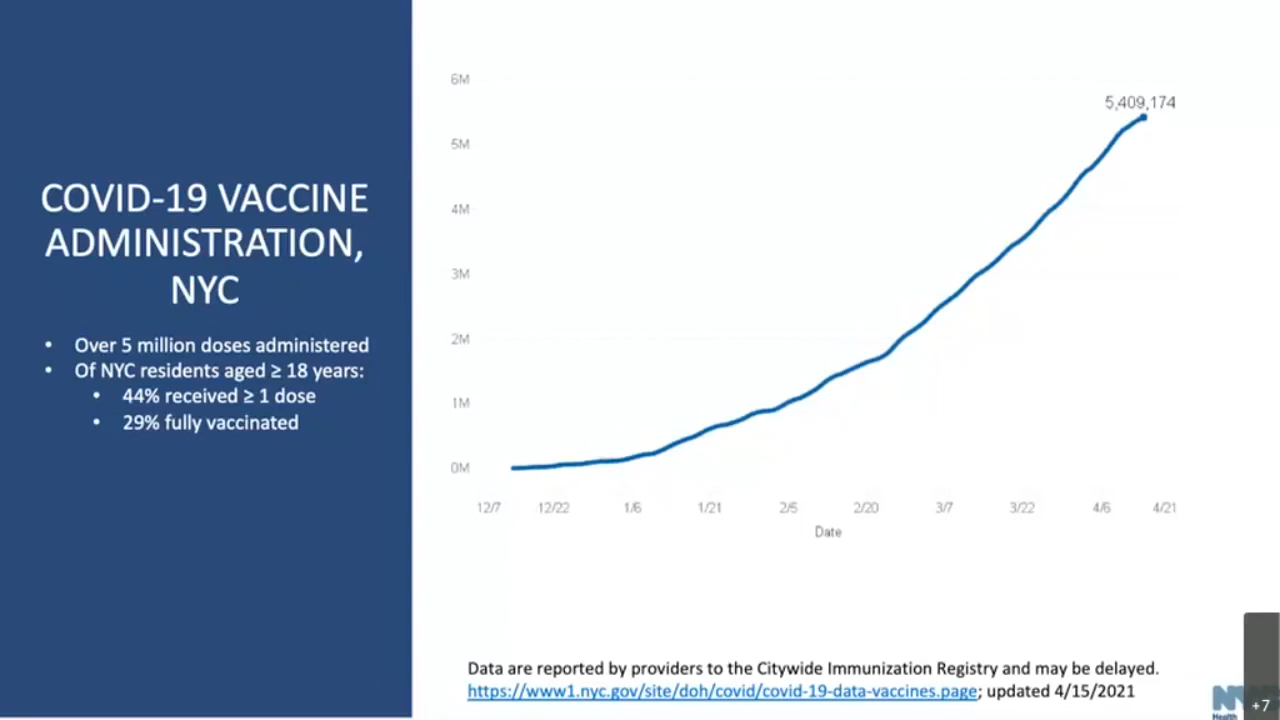 COVID-19 VACCINE
ADMINISTRATION,
NYC
• Over 5 million doses administered
• Of NYC residents aged ≥ 18 years:
• 44% received ≥ 1 dose
• 29% fully vaccinated
6M
5M
4M
3M
2M
1M
0M
5,409,174
12/7 12/22 1/6 1/21 2/5 2/20 3/7 3/22 4/6 4/21
Date
Data are reported by providers to the Citywide Immunization Registry and may be delayed.
https://www1.nyc.gov/site/doh/covid/covid-19-data-vaccines.page; updated 4/15/2021
Health
+7